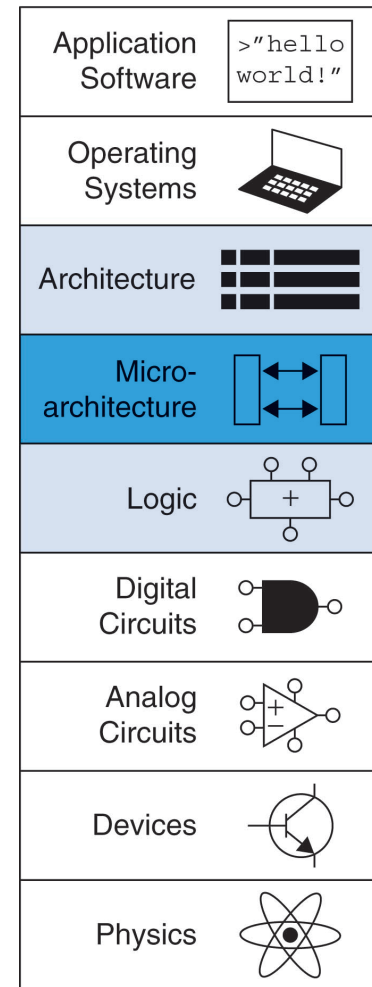 Application
Software
>"hello
world!"
Operating
Systems
Architecture
Micro-
architecture
Logic
+
Digital
Circuits
Analog
Circuits
+
−
Devices
Physics